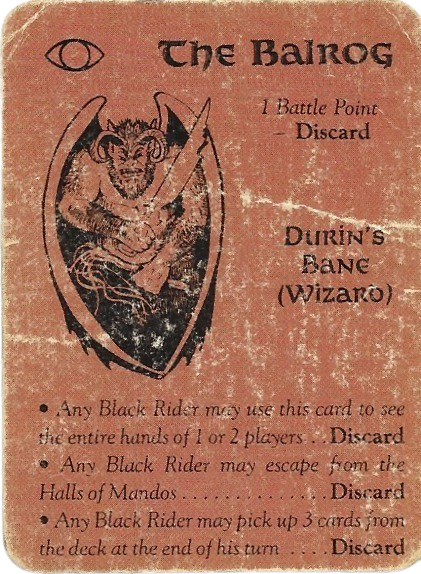 The Balrog
1 Battle Point
– Discard
Durin's
Bane
(Wizard)
• Any Black Rider may use this card to see
the entire hands of 1 or 2 players . . Discard
• Any Black Rider may escape from the
Halls of Mandos . . . . . . . . . . . . Discard
• Any Black Rider may pick up 3 cards from
the deck at the end of his turn . . . . Discard